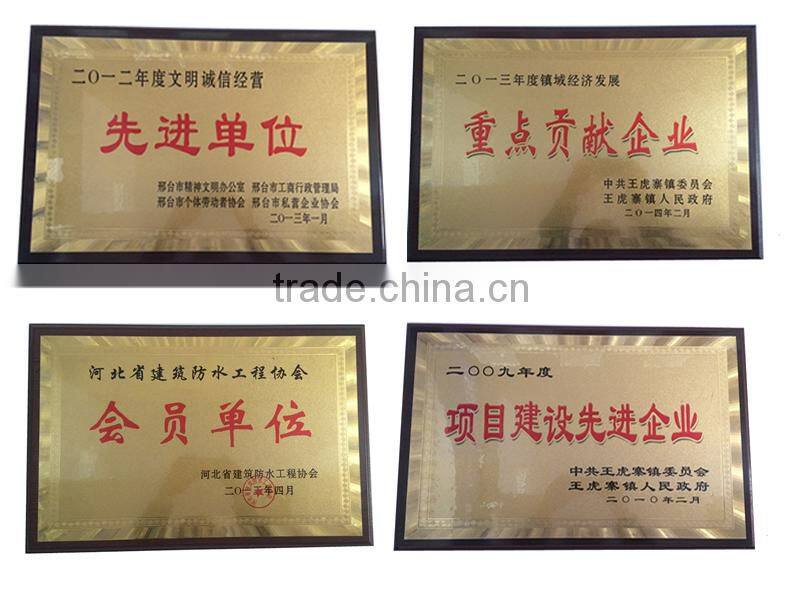 二〇一二年度文明诚信经营
先进单位
邢台市精神文明办公室 邢台市工商行政管理局
邢台市个体劳动者协会 邢台市私营企业协会
二〇一三年一月
二〇一三年度镇域经济发展
重点贡献企业
中共王虎寨镇委员会
王虎寨镇人民政府
二〇一四年二月
trade.china.cn
河北省建筑防水工程协会
会员单位
河北省建筑防水工程协会
年四月
二〇〇九年度
项目建设先进企业
中共王虎寨镇委员会
王虎寨镇人民政府
二〇一〇年二月